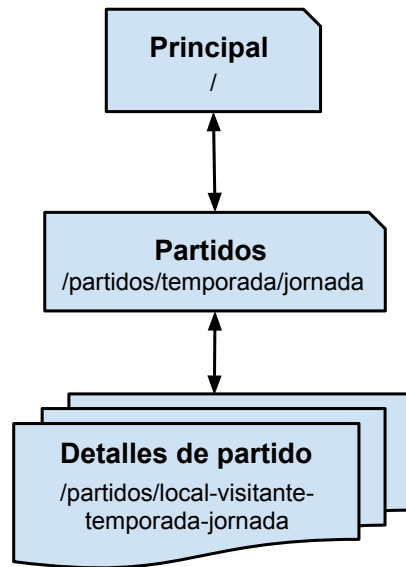 Principal
/
Partidos
/partidos/temporada/jornada
Detalles de partido
/partidos/local-visitante-
temporada-jornada